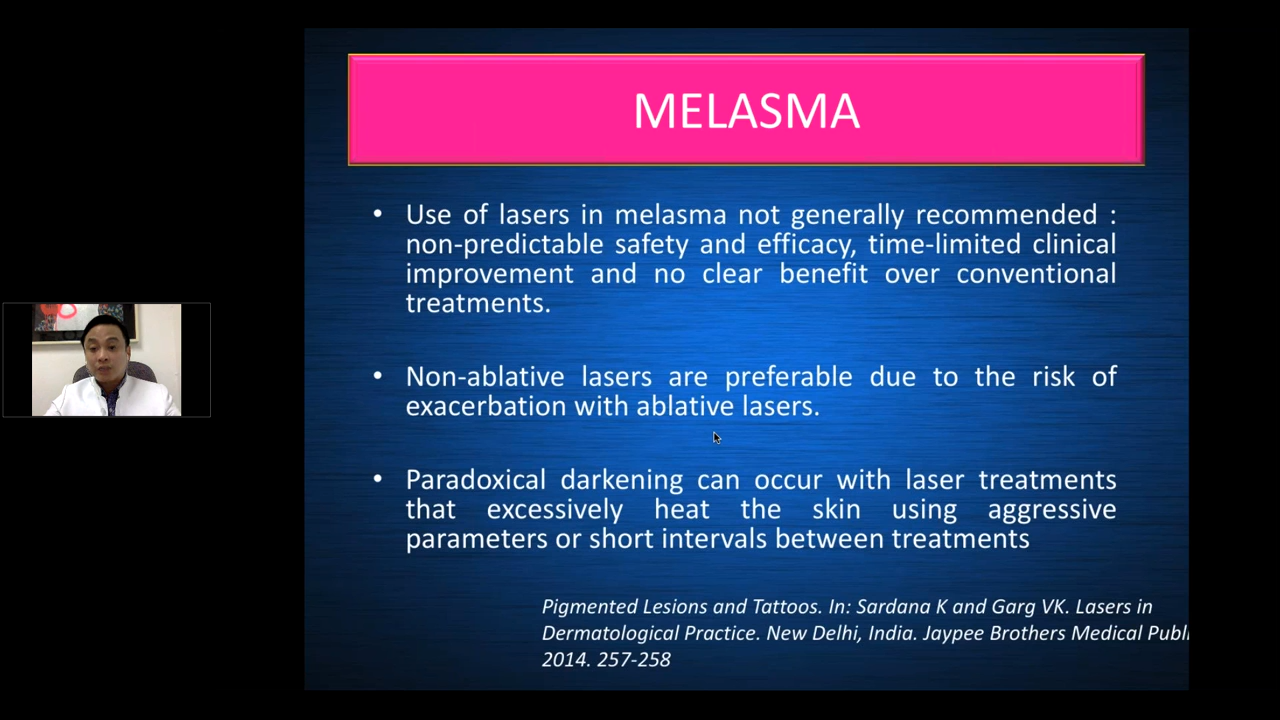 MELASMA
• Use of lasers in melasma not generally recommended :
non-predictable safety and efficacy, time-limited clinical
improvement and no clear benefit over conventional
treatments.
• Non-ablative lasers are preferable due to the risk of
exacerbation with ablative lasers.
• Paradoxical darkening can occur with laser treatments
that excessively heat the skin using aggressive
parameters or short intervals between treatments
Pigmented Lesions and Tattoos. In: Sardana K and Garg VK. Lasers in
Dermatological Practice. New Delhi, India. Jaypee Brothers Medical Publi
2014. 257-258